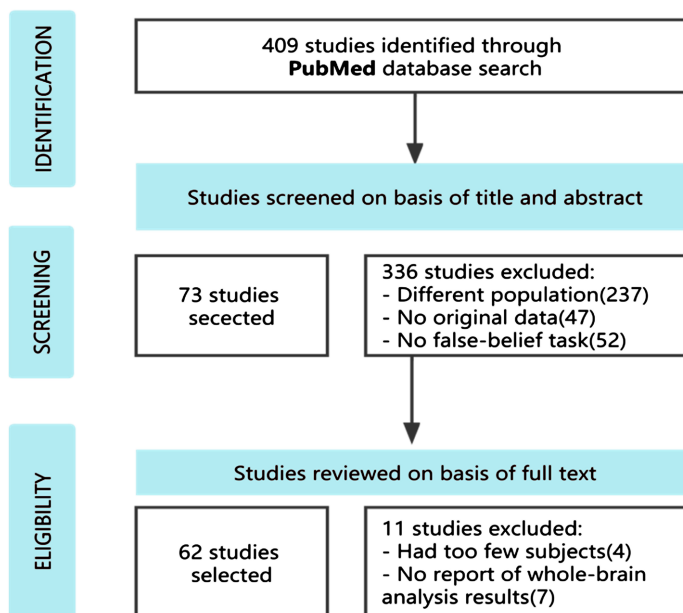 IDENTIFICATION
409 studies identified through
PubMed database search
Studies screened on basis of title and abstract
SCREENING
73 studies
secected
336 studies excluded:
- Different population(237)
- No original data(47)
- No false-belief task(52)
Studies reviewed on basis of full text
ELIGIBILITY
62 studies
selected
11 studies excluded:
- Had too few subjects(4)
- No report of whole-brain
analysis results(7)